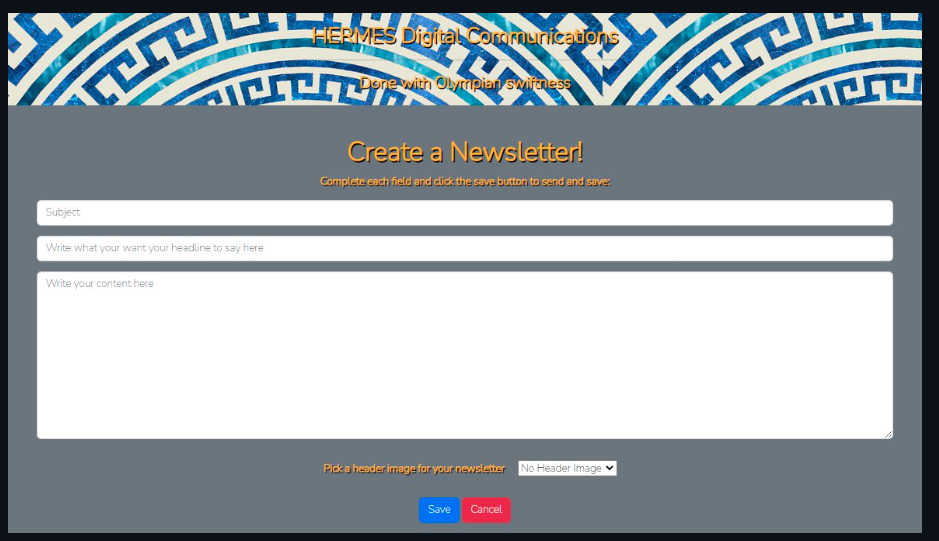 HERMES Digital Communications
Done with Olympian swiftness
Create a Newsletter!
Complete each field and click the save button to send and save:
Subject
Write what your want your headline to say here
Write your content here
Pick a header image for your newsletter No Header Image
Save Cancel